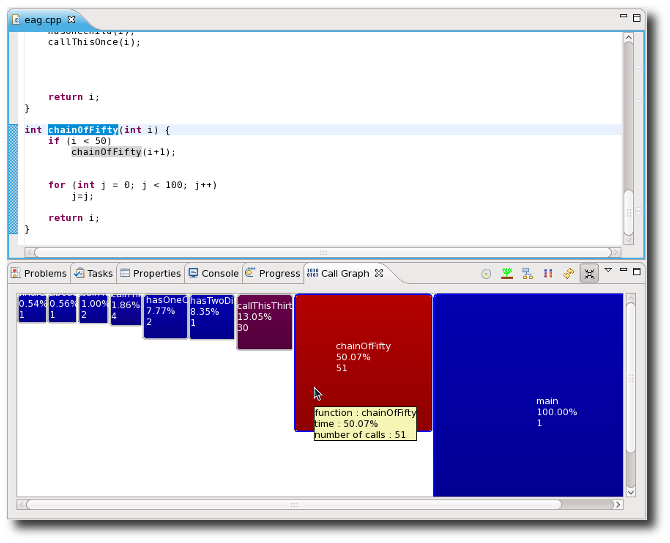 eag.cpp
callThisOnce(i);
return i;
}
int chainOfFifty(int i) {
if (i < 50)
chainOfFifty(i+1);
for (int j = 0; j < 100; j++)
j=j;
return i;
}
Problems Tasks Properties Console Progress Call Graph
0.54% 0.56% 1.00% 1.86%
1 1 2 4
hasOneC
7.77%
2
hasTwoDi
8.35%
1
callThisThirt
13.05%
30
chainOfFifty
50.07%
51
main
100.00%
1
function : chainOfFifty
time : 50.07%
number of calls : 51